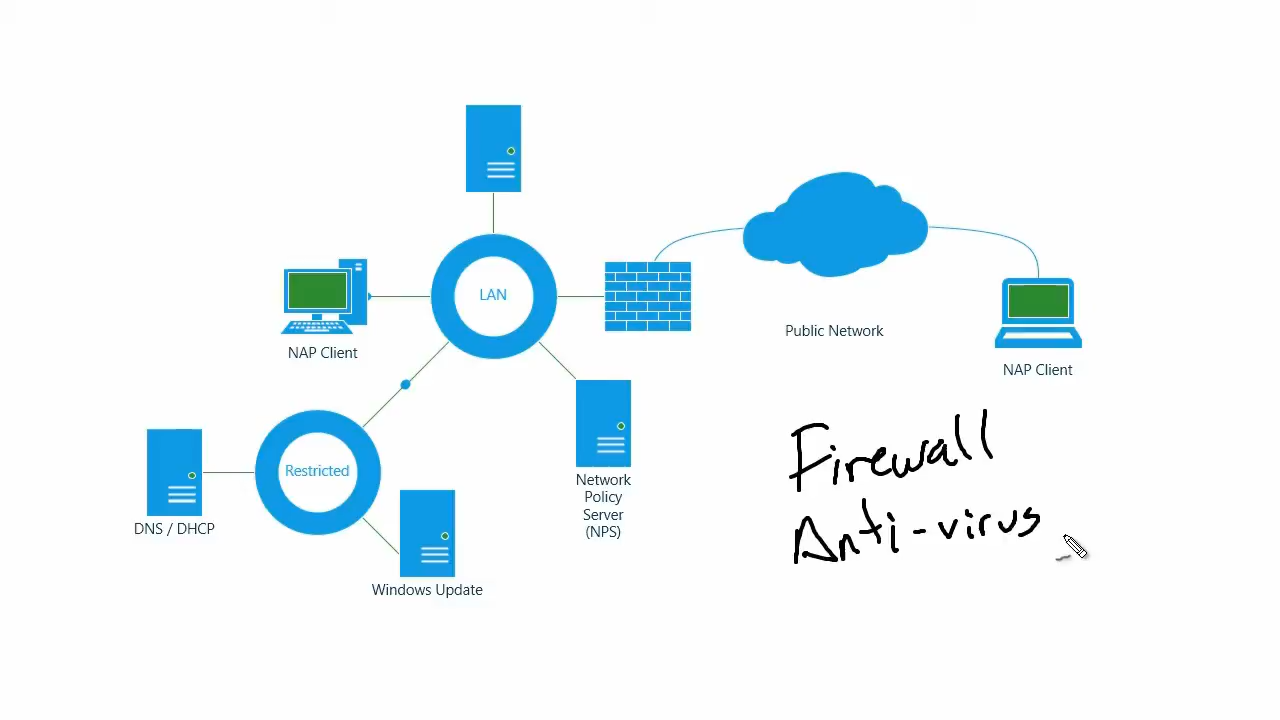 LAN
NAP Client
Public Network
NAP Client
Restricted
DNS / DHCP
Network
Policy
Server
(NPS)
Windows Update
Firewall
Anti-virus